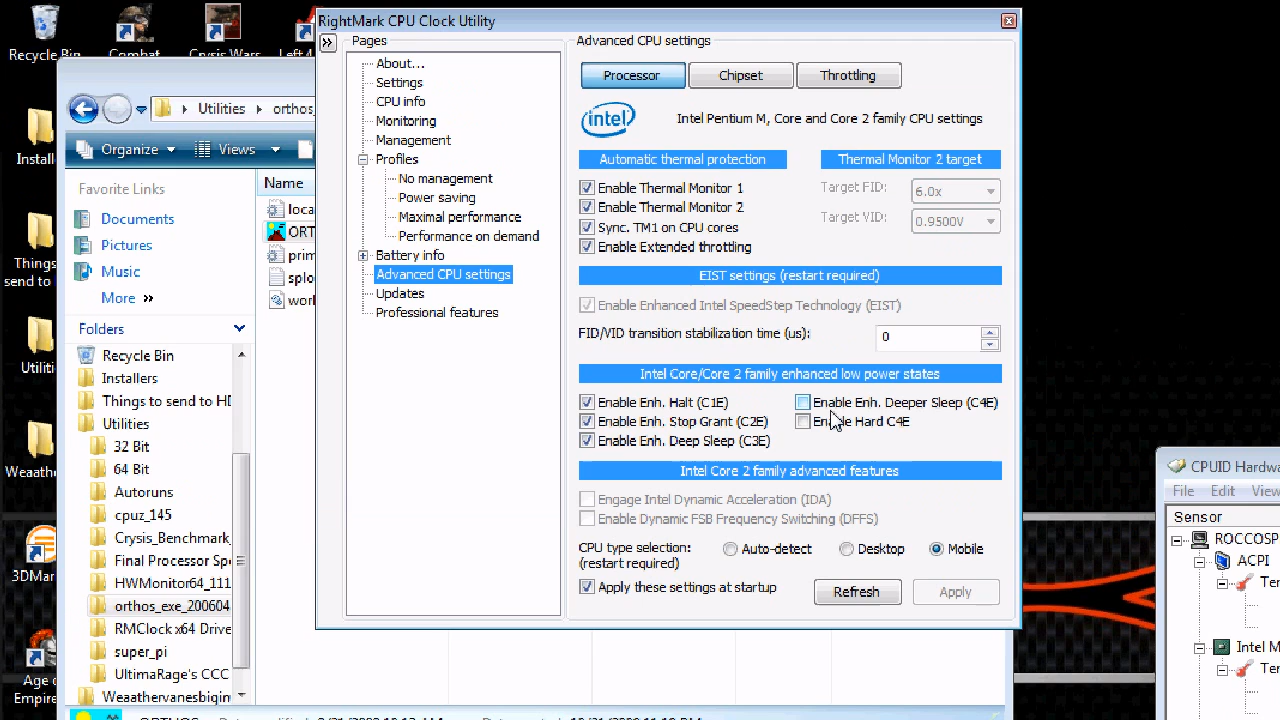 RightMark CPU Clock Utility
Pages
Advanced CPU settings
About...
Settings
CPU info
Monitoring
Management
Profiles
No management
Power saving
Maximal performance
Performance on demand
Battery info
Advanced CPU settings
Updates
Professional features
Processor
Chipset
Throttling
intel
Intel Pentium M, Core and Core 2 family CPU settings
Automatic thermal protection
Thermal Monitor 2 target
Enable Thermal Monitor 1
Enable Thermal Monitor 2
Sync. TM1 on CPU cores
Enable Extended throttling
Target FID:
6.0x
Target VID:
0.9500V
EIST settings (restart required)
Enable Enhanced Intel SpeedStep Technology (EIST)
FID/VID transition stabilization time (us):
0
Intel Core/Core 2 family enhanced low power states
Enable Enh. Halt (C1E)
Enable Enh. Deeper Sleep (C4E)
Enable Enh. Stop Grant (C2E)
Enable Hard C4E
Enable Enh. Deep Sleep (C3E)
Intel Core 2 family advanced features
Engage Intel Dynamic Acceleration (IDA)
Enable Dynamic FSB Frequency Switching (DFFS)
CPU type selection:
(restart required)
Auto-detect
Desktop
Mobile
Apply these settings at startup
Refresh
Apply
Recycle Bin
Combat
Crysis Wars
Left 4
Install
Things
send to
Utiliti
Weaath
3DMar
Age o
Empire
Utilities
orthos
Organize
Views
Favorite Links
Documents
Pictures
Music
More
Folders
Recycle Bin
Installers
Things to send to HD
Utilities
32 Bit
64 Bit
Autoruns
cpuz_145
Crysis_Benchmark
Final Processor Spe
HWMonitor64_111
orthos_exe_200604
RMClock x64 Drive
super_pi
UltimaRage's CCC
Weaathervanesbigin
Name
loca
ORT
prim
splo
worl
CPUID Hardwa
File
Edit
View
Sensor
ROCCOSP
ACPI
Ter
Intel M
Ter